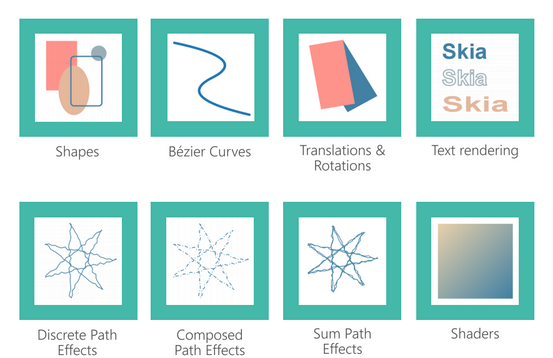 Skia
Skia
Skia
Shapes
Bézier Curves
Translations &
Rotations
Text rendering
Discrete Path
Effects
Composed
Path Effects
Sum Path
Effects
Shaders